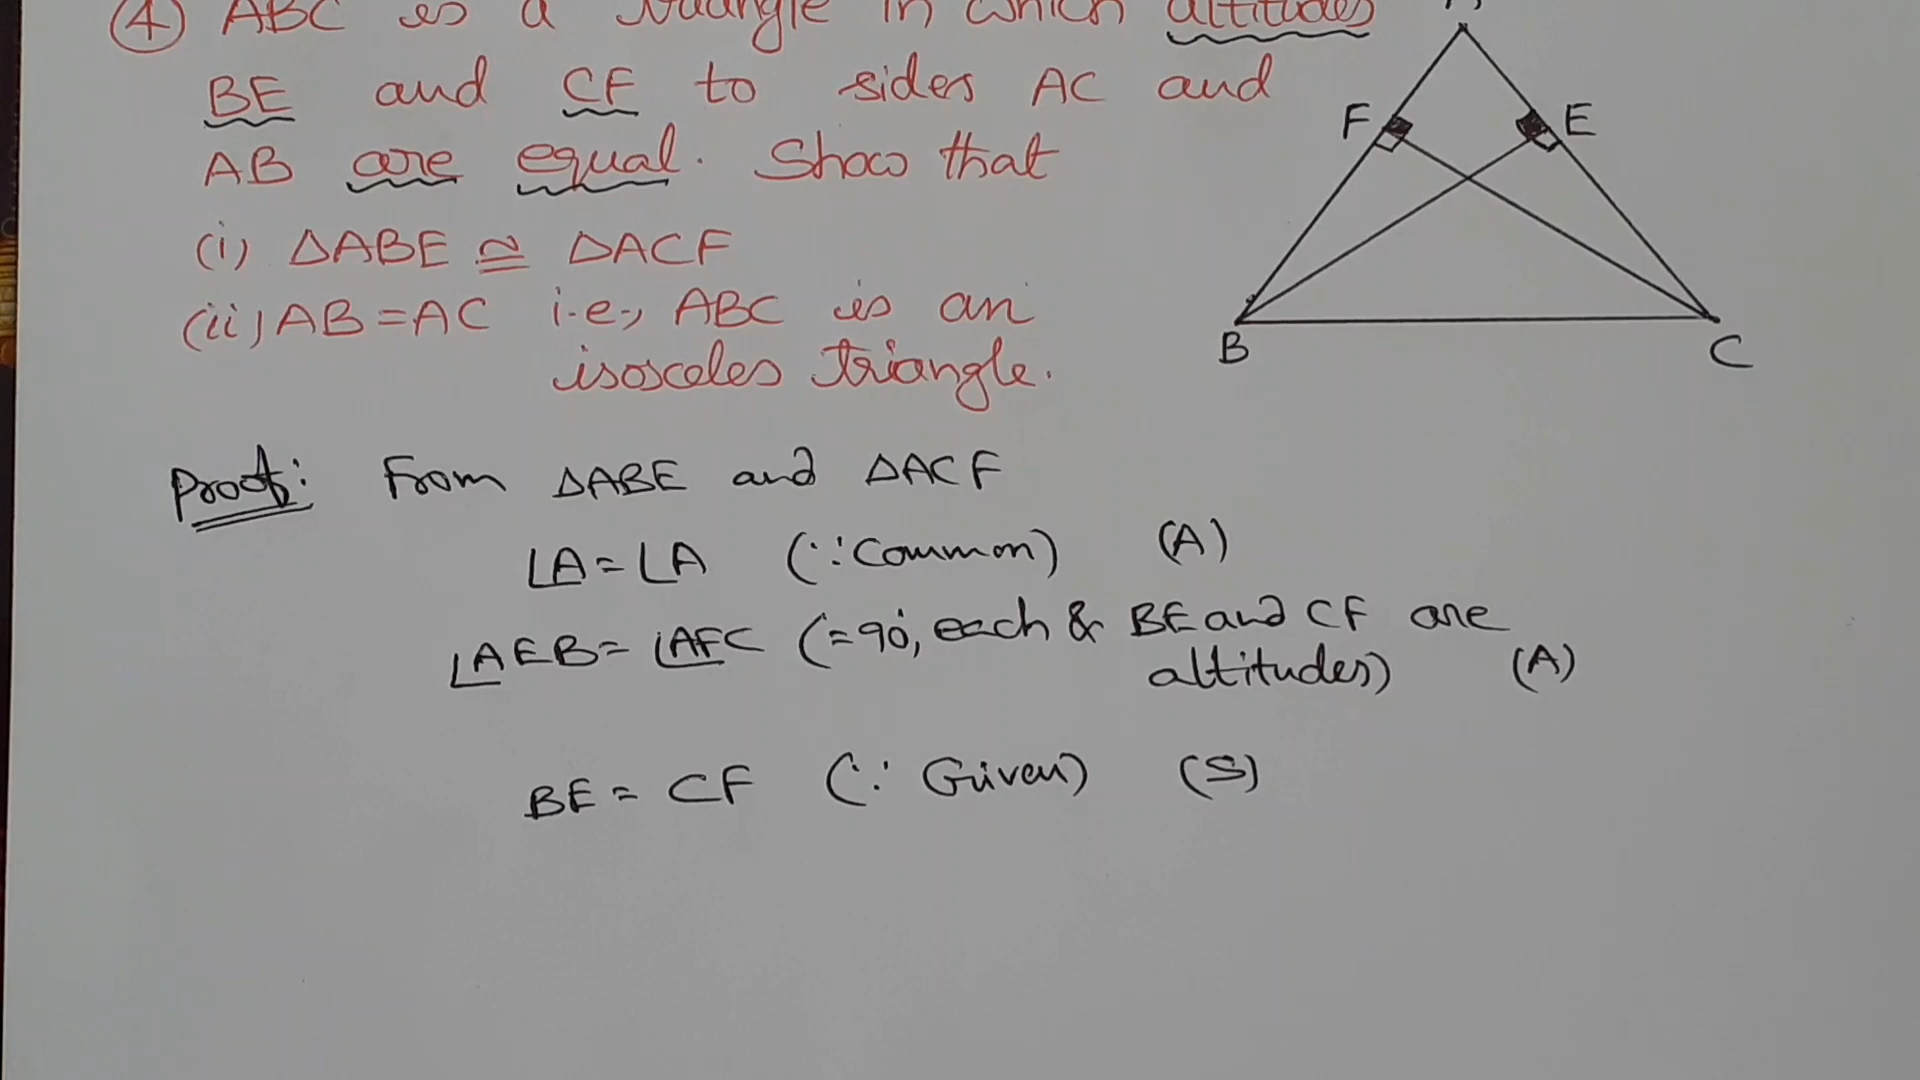 ④ ABC is a triangle in which altitudes
BE and CF to sides AC and
AB are equal. Show that
(i) ΔABE ≅ ΔACF
(ii) AB=AC i.e., ABC is an
isosceles triangle.
F E
B C
Proof: From ΔABE and ΔACF
∠A=∠A (∵Common) (A)
∠AEB=∠AFC (=90°, each & BE and CF are
altitudes) (A)
BE = CF (∵ Given) (S)